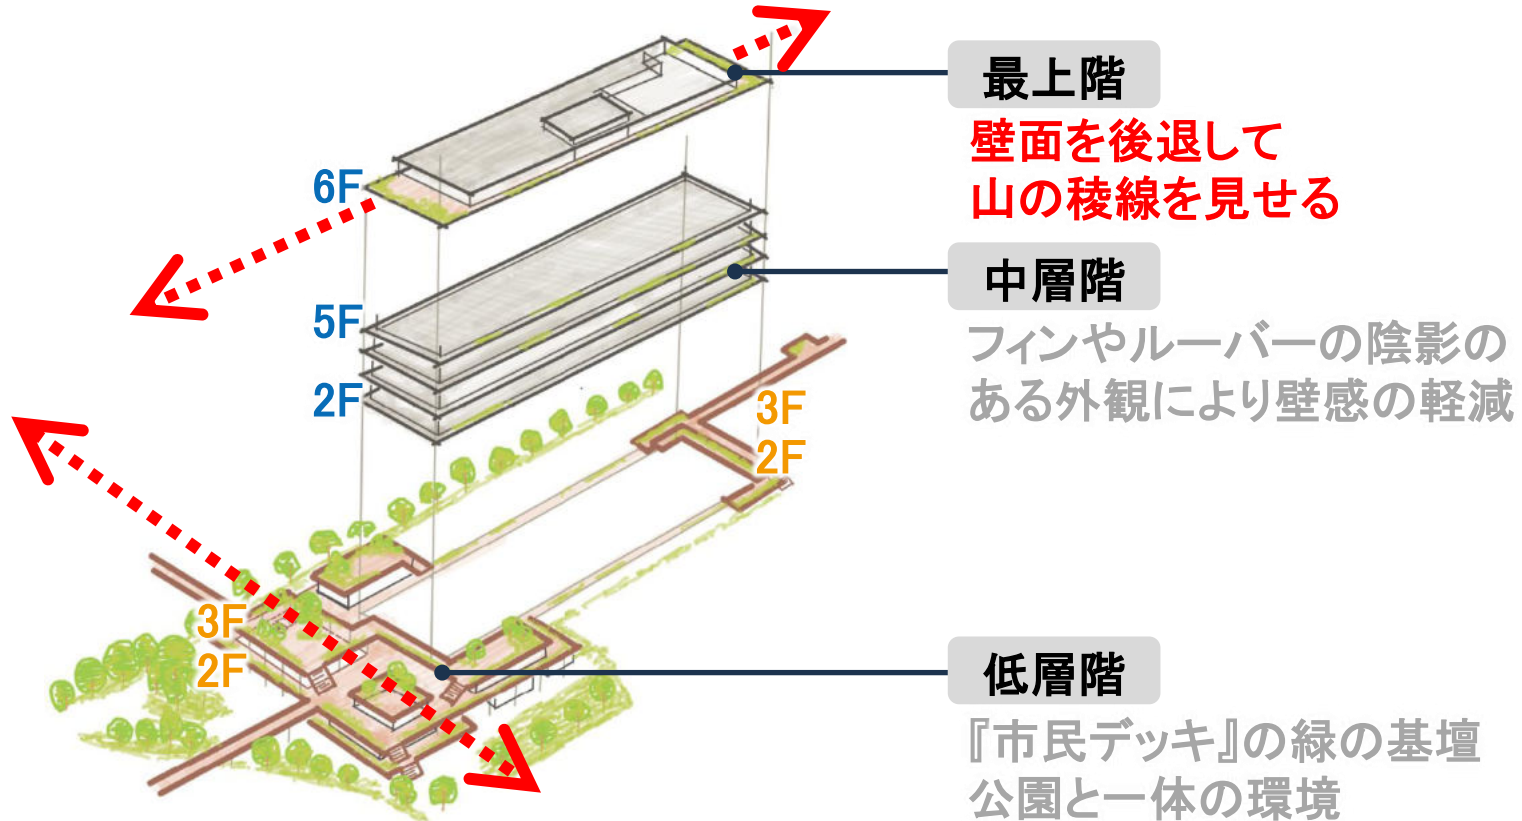 最上階
壁面を後退して
山の稜線を見せる
6F
中層階
5F
フィンやルーバーの陰影の
ある外観により壁感の軽減
2F
3F
2F
3F
2F
低層階
『市民デッキ』の緑の基壇
公園と一体の環境